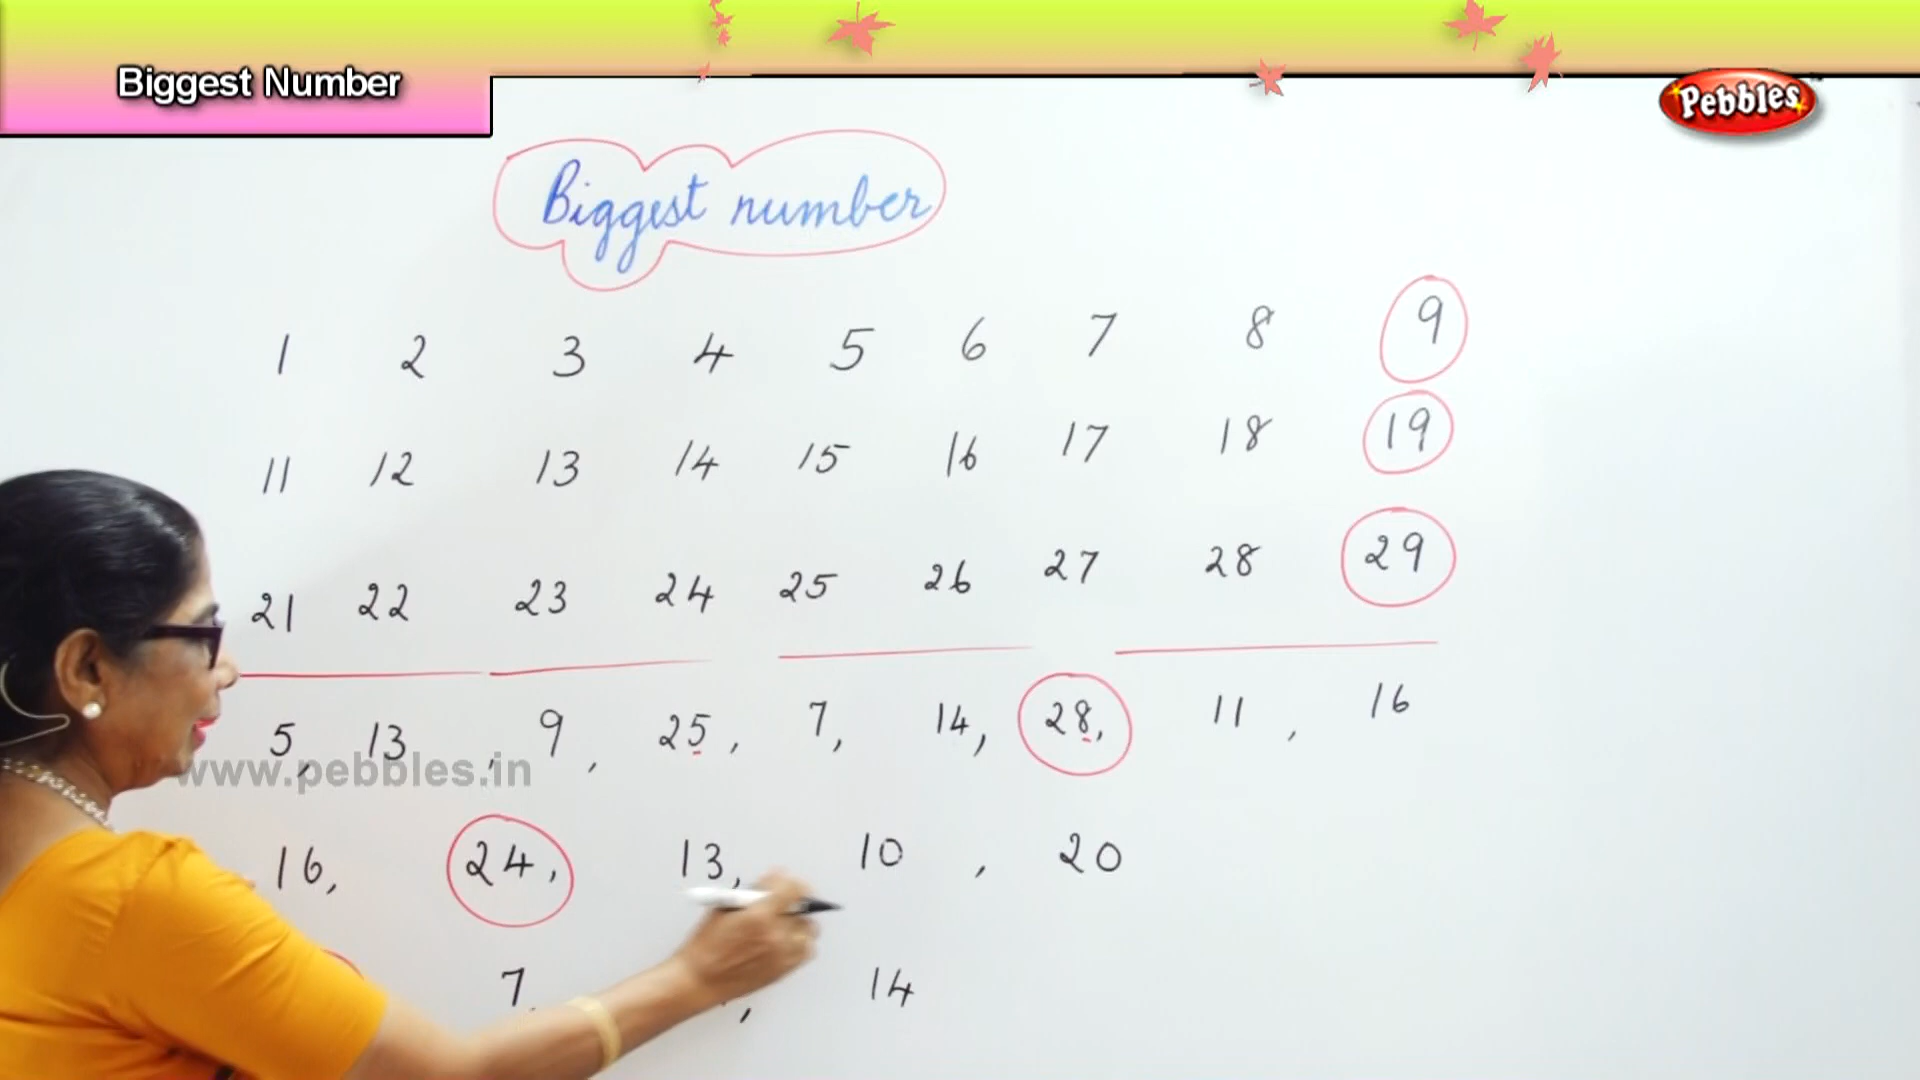 Biggest Number
Pebbles
Biggest number
1 2 3 4 5 6 7 8 9
11 12 13 14 15 16 17 18 19
21 22 23 24 25 26 27 28 29
5, 13, 9, 25, 7, 14, 28, 11, 16
www.pebbles.in
16, 24, 13, 10, 20
7, 14